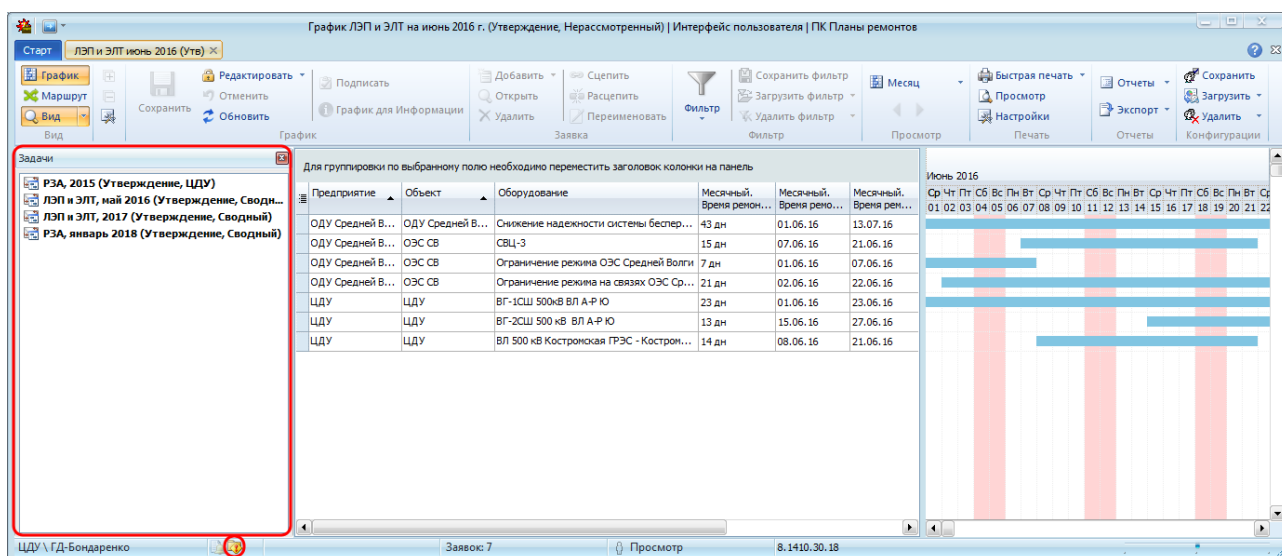 График ЛЭП и ЭЛТ на июнь 2016 г. (Утверждение, Нерассмотренный) | Интерфейс пользователя | ПК Планы ремонтов
Старт ЛЭП и ЭЛТ июнь 2016 (Утв)
График Сохранить Редактировать Подписать Добавить Сцепить Фильтр Сохранить фильтр Месяц Быстрая печать Отчеты Сохранить
Маршрут Отменить График для Информации Открыть Расцепить Загрузить фильтр Просмотр Экспорт Загрузить
Вид Обновить Удалить Переименовать Удалить фильтр Настройки Удалить
Вид График Заявка Фильтр Просмотр Печать Отчеты Конфигурации
Задачи
РЗА, 2015 (Утверждение, ЦДУ)
ЛЭП и ЭЛТ, май 2016 (Утверждение, Сводн...
ЛЭП и ЭЛТ, 2017 (Утверждение, Сводный)
РЗА, январь 2018 (Утверждение, Сводный)
Для группировки по выбранному полю необходимо переместить заголовок колонки на панель
Предприятие Объект Оборудование Месячный. Время ремон... Месячный. Время ремо... Месячный. Время рем...
ОДУ Средней В... ОДУ Средней В... Снижение надежности системы беспер... 43 дн 01.06.16 13.07.16
ОДУ Средней В... ОЭС СВ СВЦ-3 15 дн 07.06.16 21.06.16
ОДУ Средней В... ОЭС СВ Ограничение режима ОЭС Средней Волги 7 дн 01.06.16 07.06.16
ОДУ Средней В... ОЭС СВ Ограничение режима на связях ОЭС Ср... 21 дн 02.06.16 22.06.16
ЦДУ ЦДУ ВГ-1СШ 500кВ ВЛ А-Р Ю 23 дн 01.06.16 23.06.16
ЦДУ ЦДУ ВГ-2СШ 500 кВ ВЛ А-Р Ю 13 дн 15.06.16 27.06.16
ЦДУ ЦДУ ВЛ 500 кВ Костромская ГРЭС - Костром... 14 дн 08.06.16 21.06.16
Июнь 2016
Ср Чт Пт Сб Вс Пн Вт Ср Чт Пт Сб Вс Пн Вт Ср Чт Пт Сб Вс Пн Вт Ср
01 02 03 04 05 06 07 08 09 10 11 12 13 14 15 16 17 18 19 20 21 22
ЦДУ \ ГД-Бондаренко Заявок: 7 Просмотр 8.1410.30.18